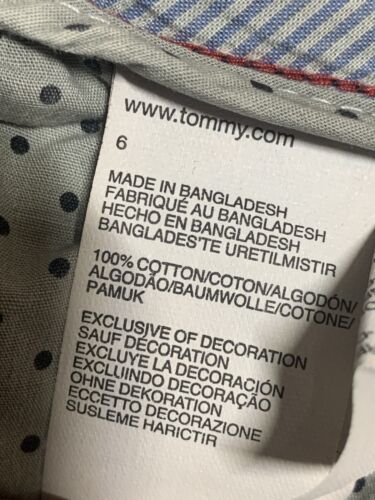 www.tommy.com
6
MADE IN BANGLADESH
FABRIQUÉ AU BANGLADESH
HECHO EN BANGLADESH
BANGLADES'TE URETILMISTIR
100% COTTON/COTON/ALGODÓN/
ALGODÃO/BAUMWOLLE/COTONE/
PAMUK
EXCLUSIVE OF DECORATION
SAUF DECORATION
EXCLUYE LA DECORACIÓN
EXCLUINDO DECORAÇÃO
OHNE DEKORATION
ECCETTO DECORAZIONE
SUSLEME HARICTIR